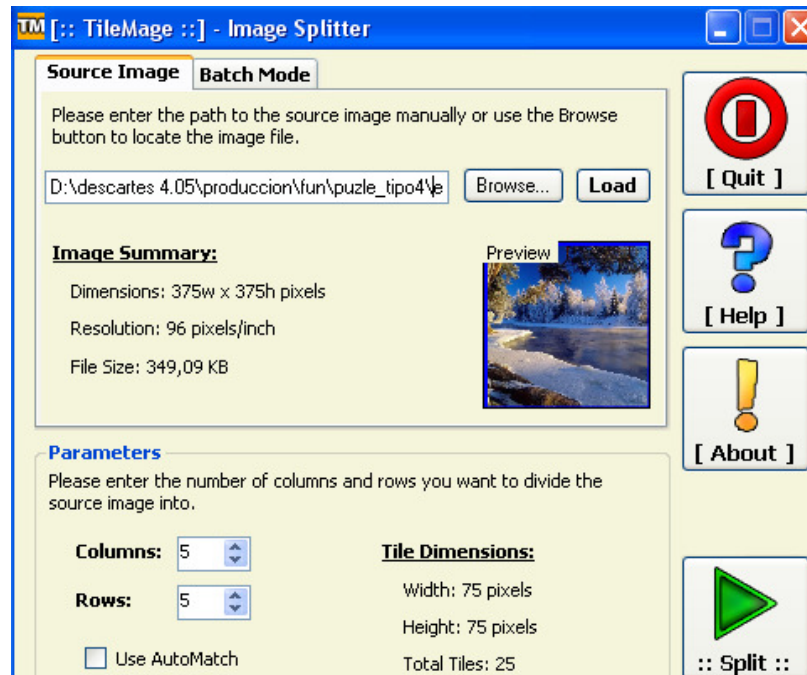 TM [:: TileMage ::] - Image Splitter
Source Image
Batch Mode
Please enter the path to the source image manually or use the Browse
button to locate the image file.
D:\descartes 4.05\produccion\fun\puzle_tipo4\e
Browse...
Load
Image Summary:
Preview
Dimensions: 375w x 375h pixels
Resolution: 96 pixels/inch
File Size: 349,09 KB
[ Quit ]
[ Help ]
[ About ]
Parameters
Please enter the number of columns and rows you want to divide the
source image into.
Columns: 5
Rows: 5
Use AutoMatch
Tile Dimensions:
Width: 75 pixels
Height: 75 pixels
Total Tiles: 25
:: Split ::